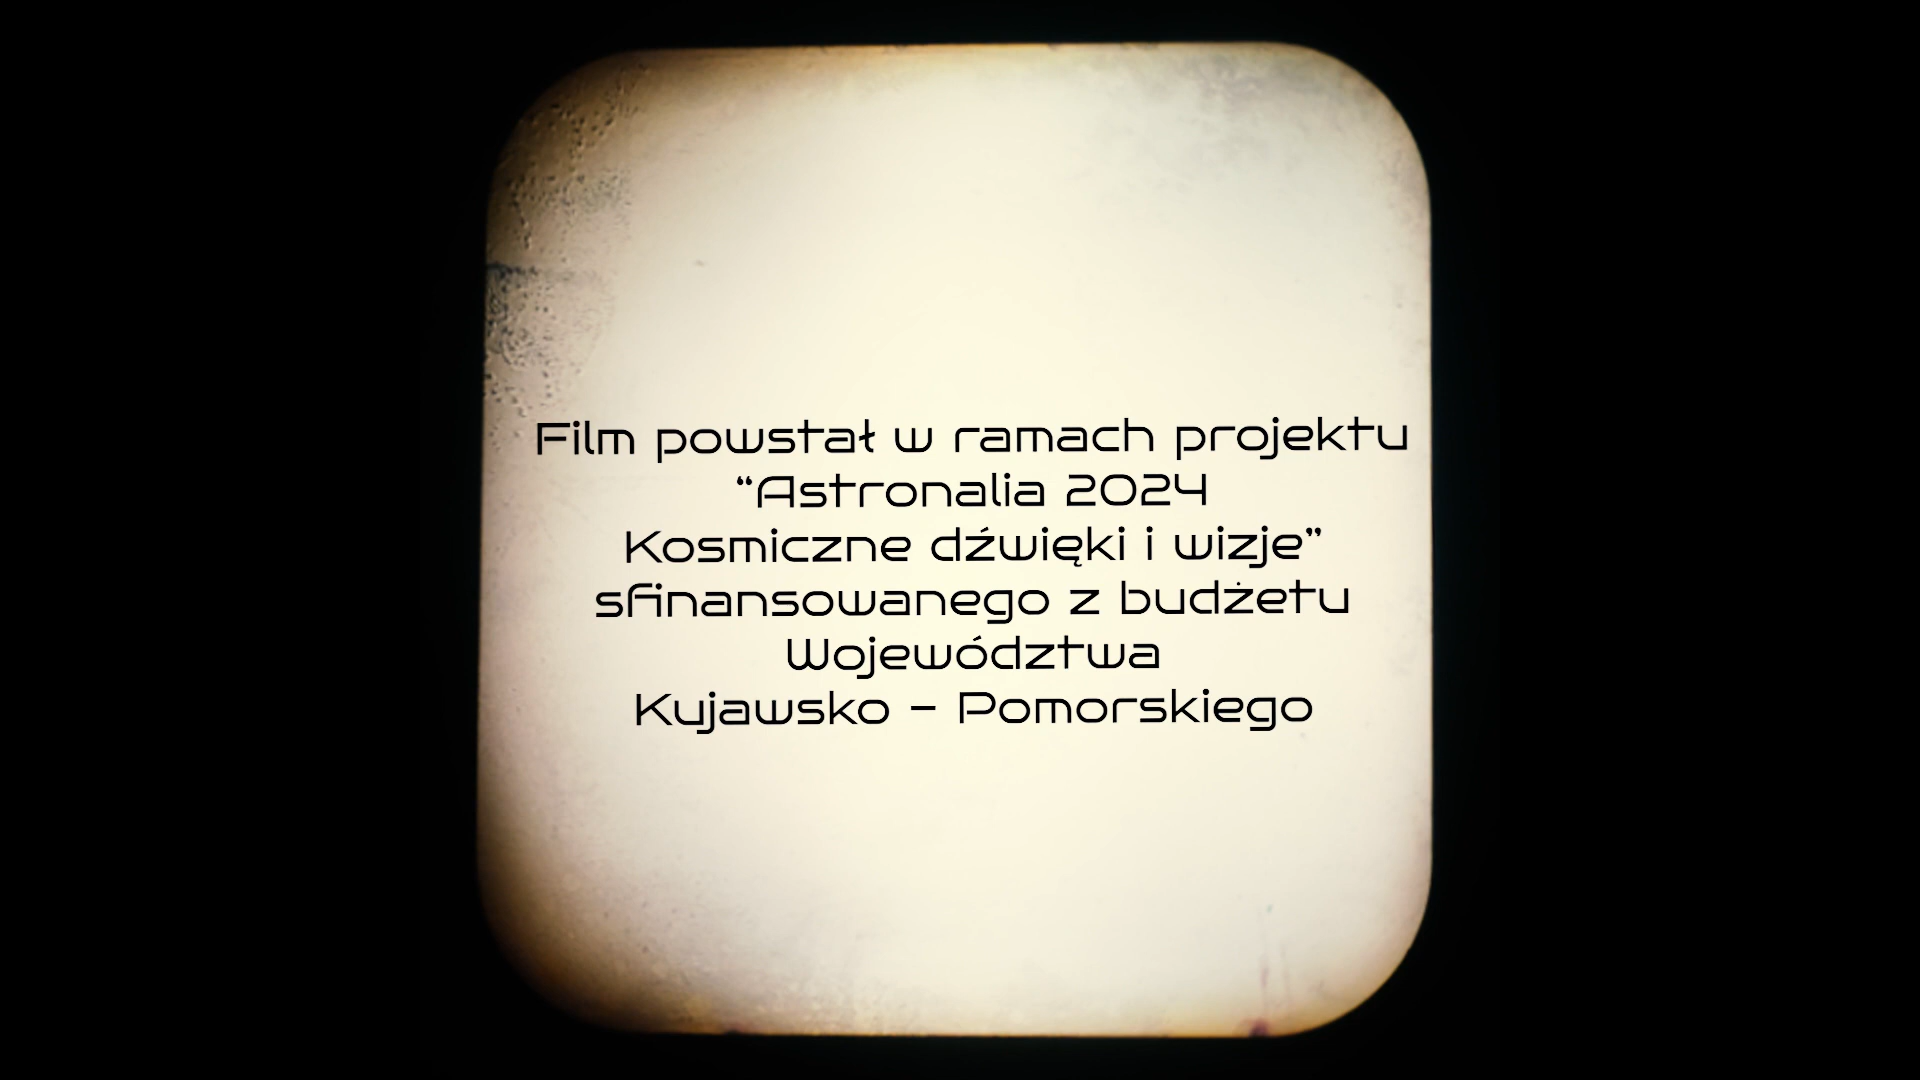 Film powstał w ramach projektu
“Astronalia 2024
Kosmiczne dźwięki i wizje”
sfinansowanego z budżetu
Województwa
Kujawsko – Pomorskiego